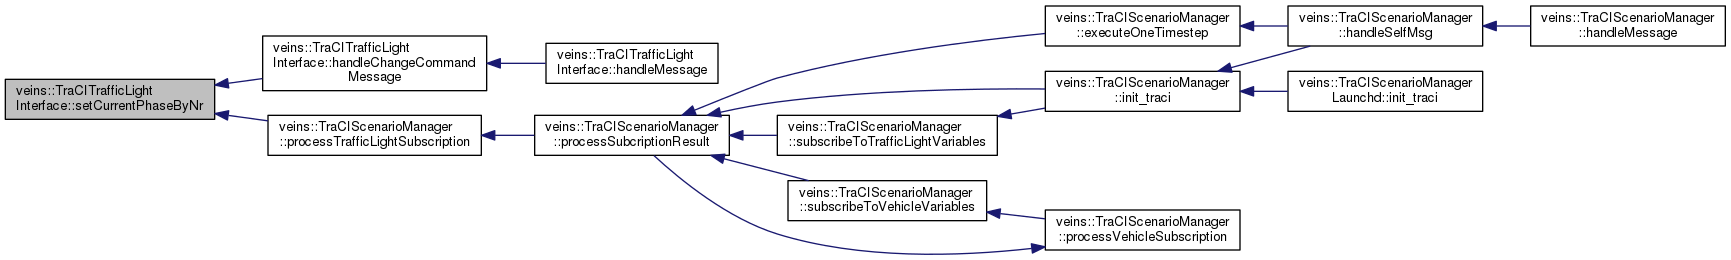 veins::TraCITrafficLight
Interface::setCurrentPhaseByNr
veins::TraCITrafficLight
Interface::handleChangeCommand
Message
veins::TraCITrafficLight
Interface::handleMessage
veins::TraCIScenarioManager
::processTrafficLightSubscription
veins::TraCIScenarioManager
::processSubcriptionResult
veins::TraCIScenarioManager
::executeOneTimestep
veins::TraCIScenarioManager
::handleSelfMsg
veins::TraCIScenarioManager
::handleMessage
veins::TraCIScenarioManager
::init_traci
veins::TraCIScenarioManager
Launchd::init_traci
veins::TraCIScenarioManager
::subscribeToTrafficLightVariables
veins::TraCIScenarioManager
::subscribeToVehicleVariables
veins::TraCIScenarioManager
::processVehicleSubscription